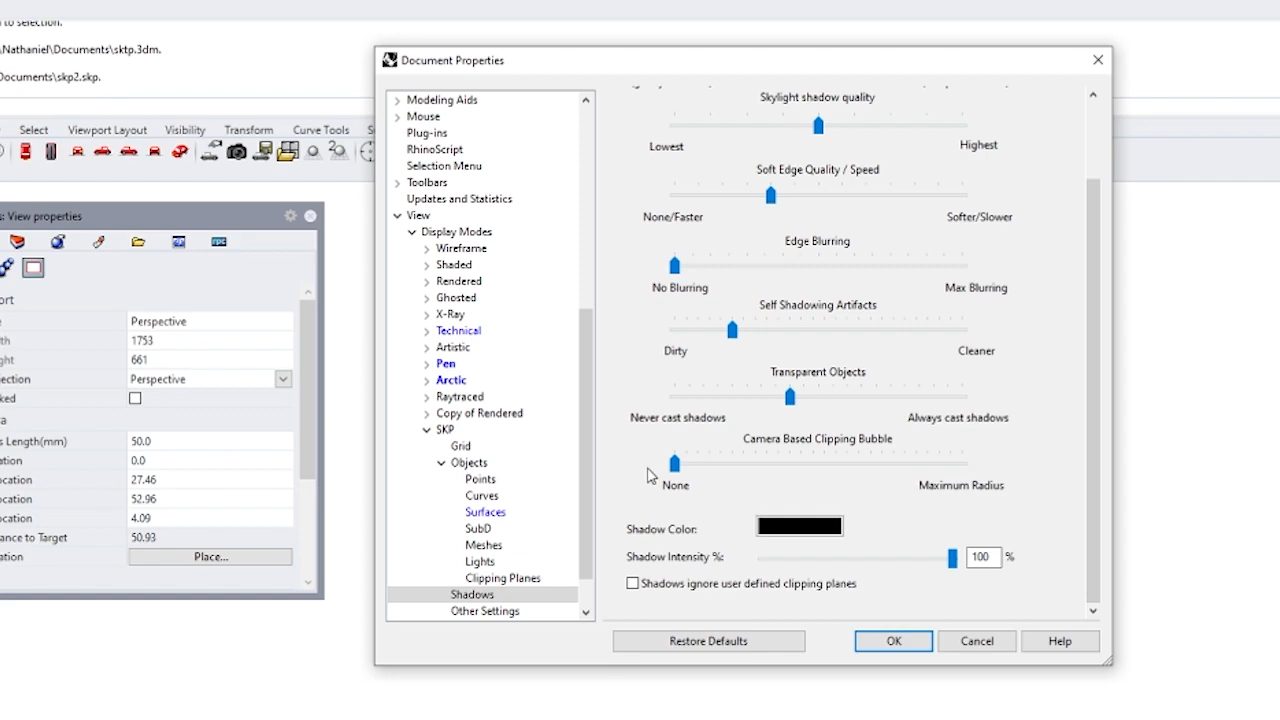 to selection.
\Nathaniel\Documents\sktp.3dm.
Documents\skp2.skp.
Select Viewport Layout Visibility Transform Curve Tools
: View properties
Perspective
1753
661
Perspective
Length(mm) 50.0
0.0
27.46
52.96
4.09
to Target 50.93
Place...
Document Properties
Modeling Aids
Mouse
Plug-ins
RhinoScript
Selection Menu
Toolbars
Updates and Statistics
View
Display Modes
Wireframe
Shaded
Rendered
Ghosted
X-Ray
Technical
Artistic
Pen
Arctic
Raytraced
Copy of Rendered
SKP
Grid
Objects
Points
Curves
Surfaces
SubD
Meshes
Lights
Clipping Planes
Shadows
Other Settings
Skylight shadow quality
Lowest Highest
Soft Edge Quality / Speed
None/Faster Softer/Slower
Edge Blurring
No Blurring Max Blurring
Self Shadowing Artifacts
Dirty Cleaner
Transparent Objects
Never cast shadows Always cast shadows
Camera Based Clipping Bubble
None Maximum Radius
Shadow Color:
Shadow Intensity %: 100 %
Shadows ignore user defined clipping planes
Restore Defaults OK Cancel Help